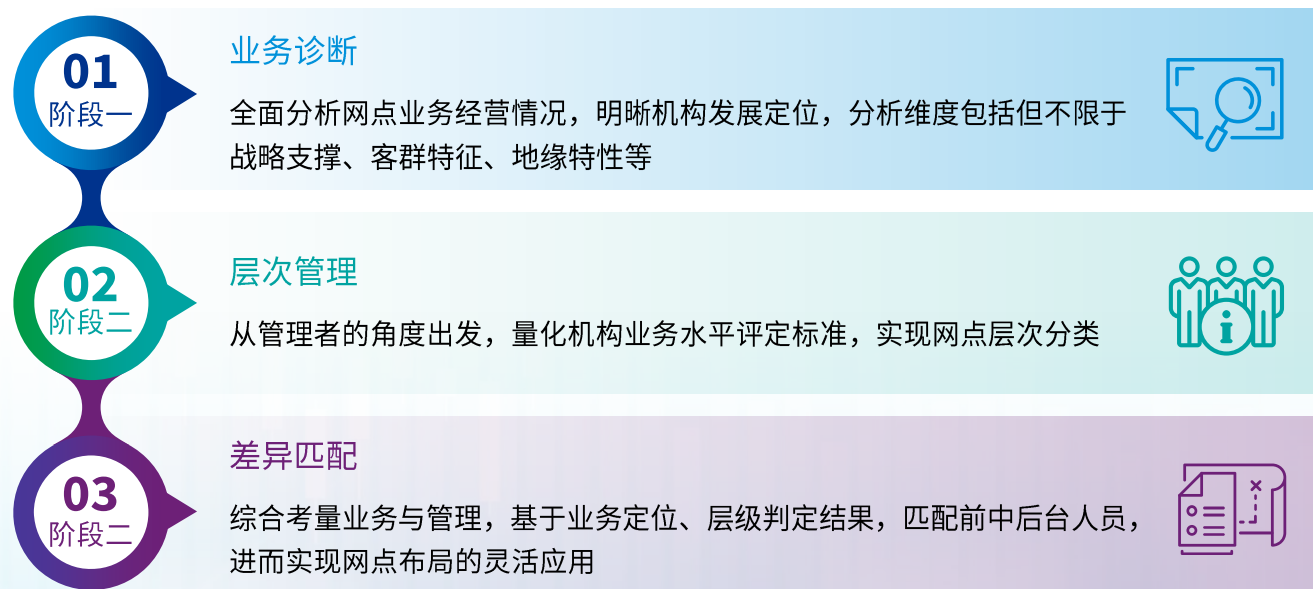 01
阶段一
业务诊断
全面分析网点业务经营情况，明晰机构发展定位，分析维度包括但不限于
战略支撑、客群特征、地缘特性等
02
阶段二
层次管理
从管理者的角度出发，量化机构业务水平评定标准，实现网点层次分类
03
阶段二
差异匹配
综合考量业务与管理，基于业务定位、层级判定结果，匹配前中后台人员，
进而实现网点布局的灵活应用